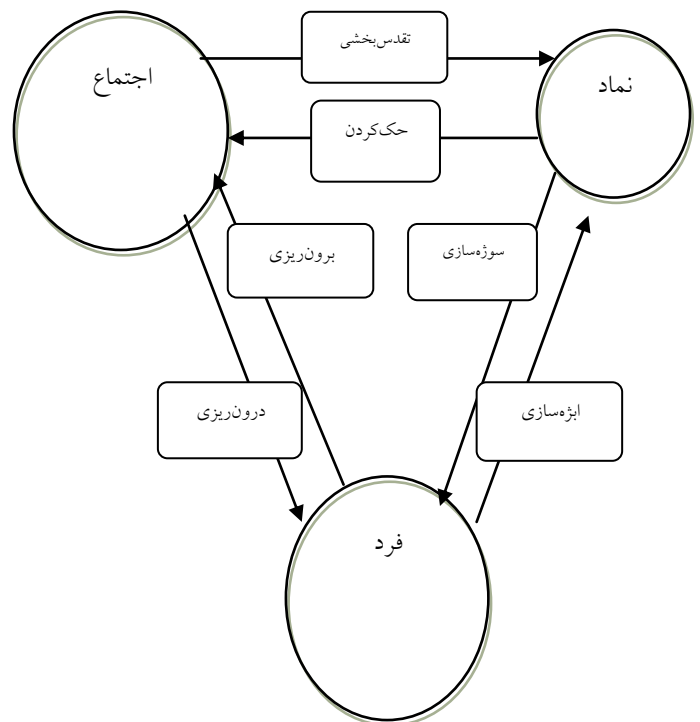 تقدس‌بخشی
اجتماع
نماد
حک‌کردن
برون‌ریزی
سوژه‌سازی
درون‌ریزی
ابژه‌سازی
فرد